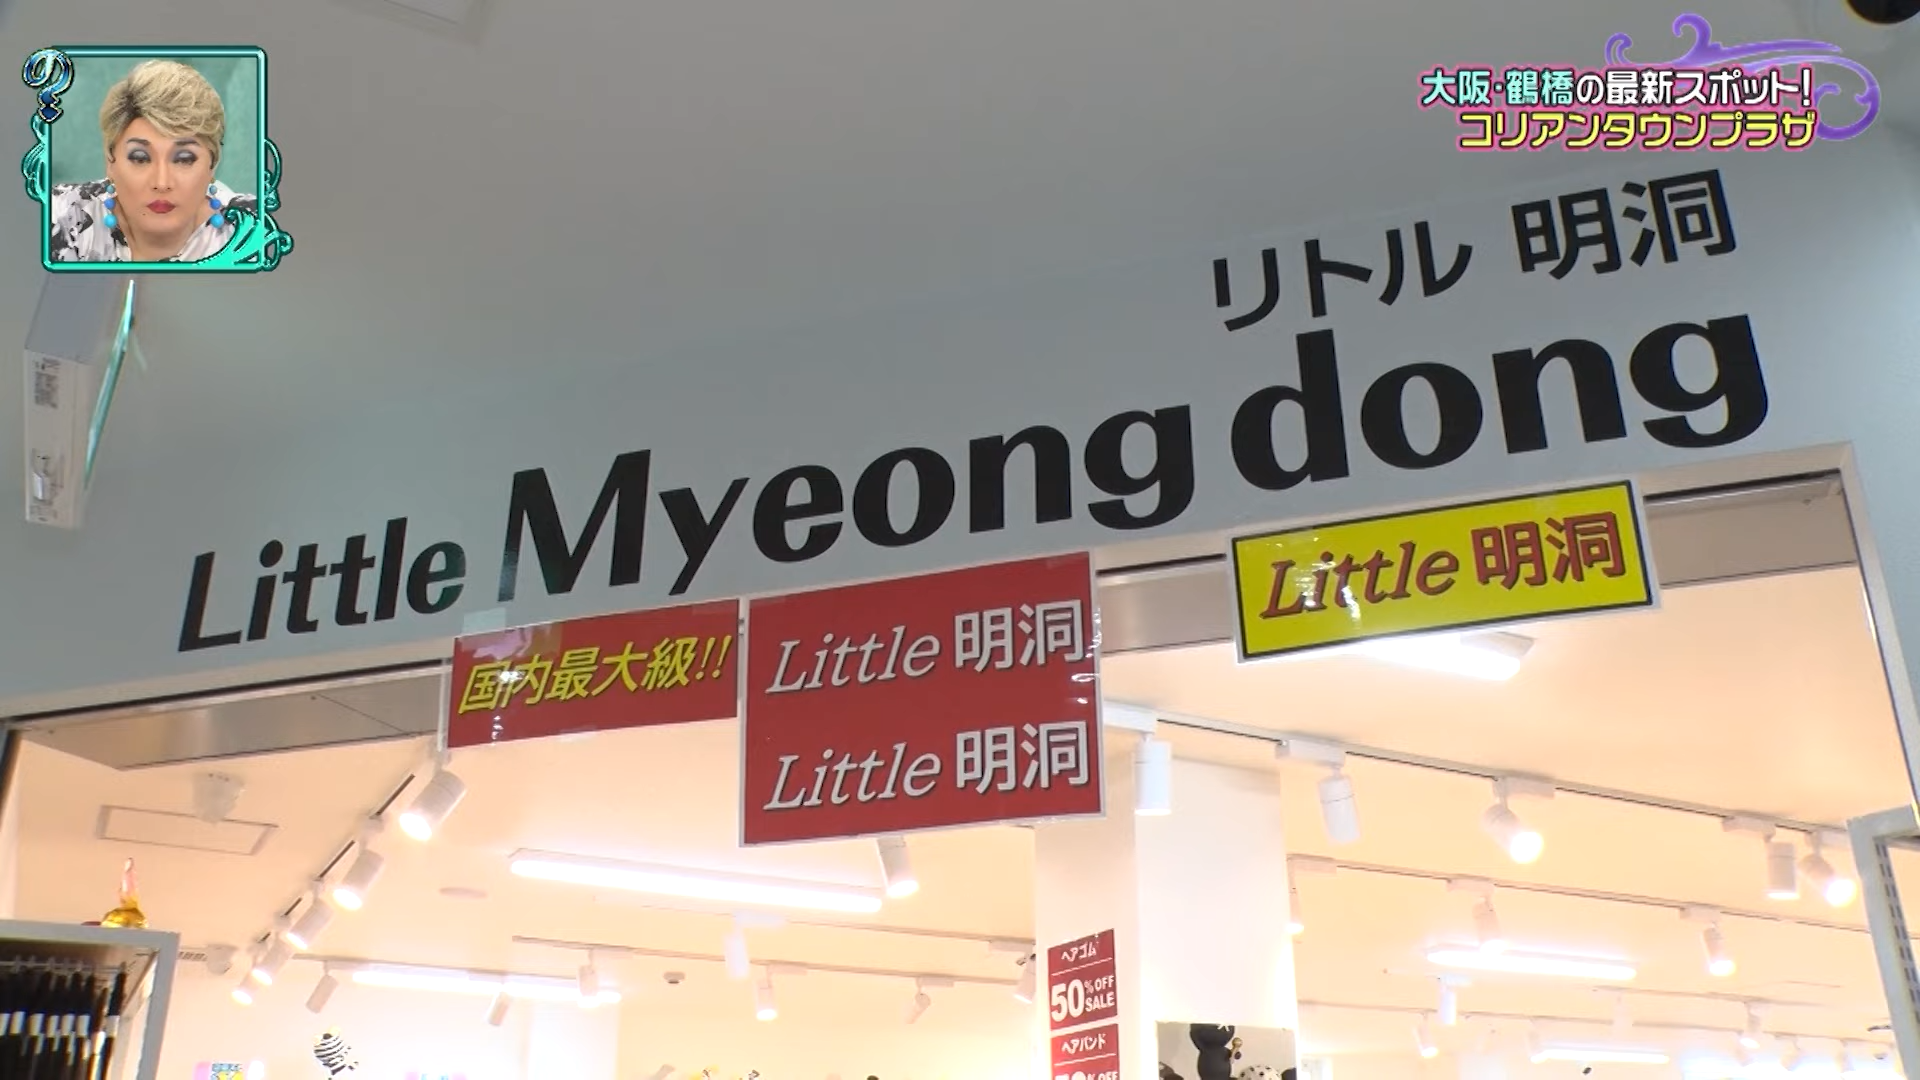 大阪・鶴橋の最新スポット!
コリアンタウンプラザ
リトル 明洞
Little Myeong dong
国内最大級!!
Little 明洞
Little 明洞
Little 明洞
ヘアゴム
50%OFF SALE
ヘアバンド